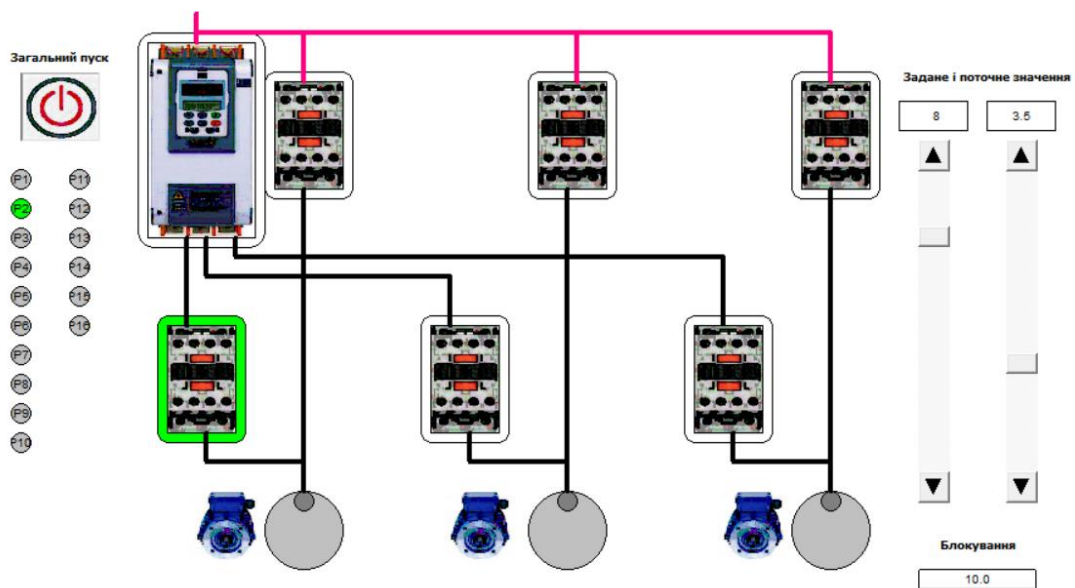 Загальний пуск
Задане і поточне значення
8
3.5
P1
P11
P2
P12
P3
P13
P4
P14
P5
P15
P6
P16
P7
P8
P9
P10
Блокування
10.0